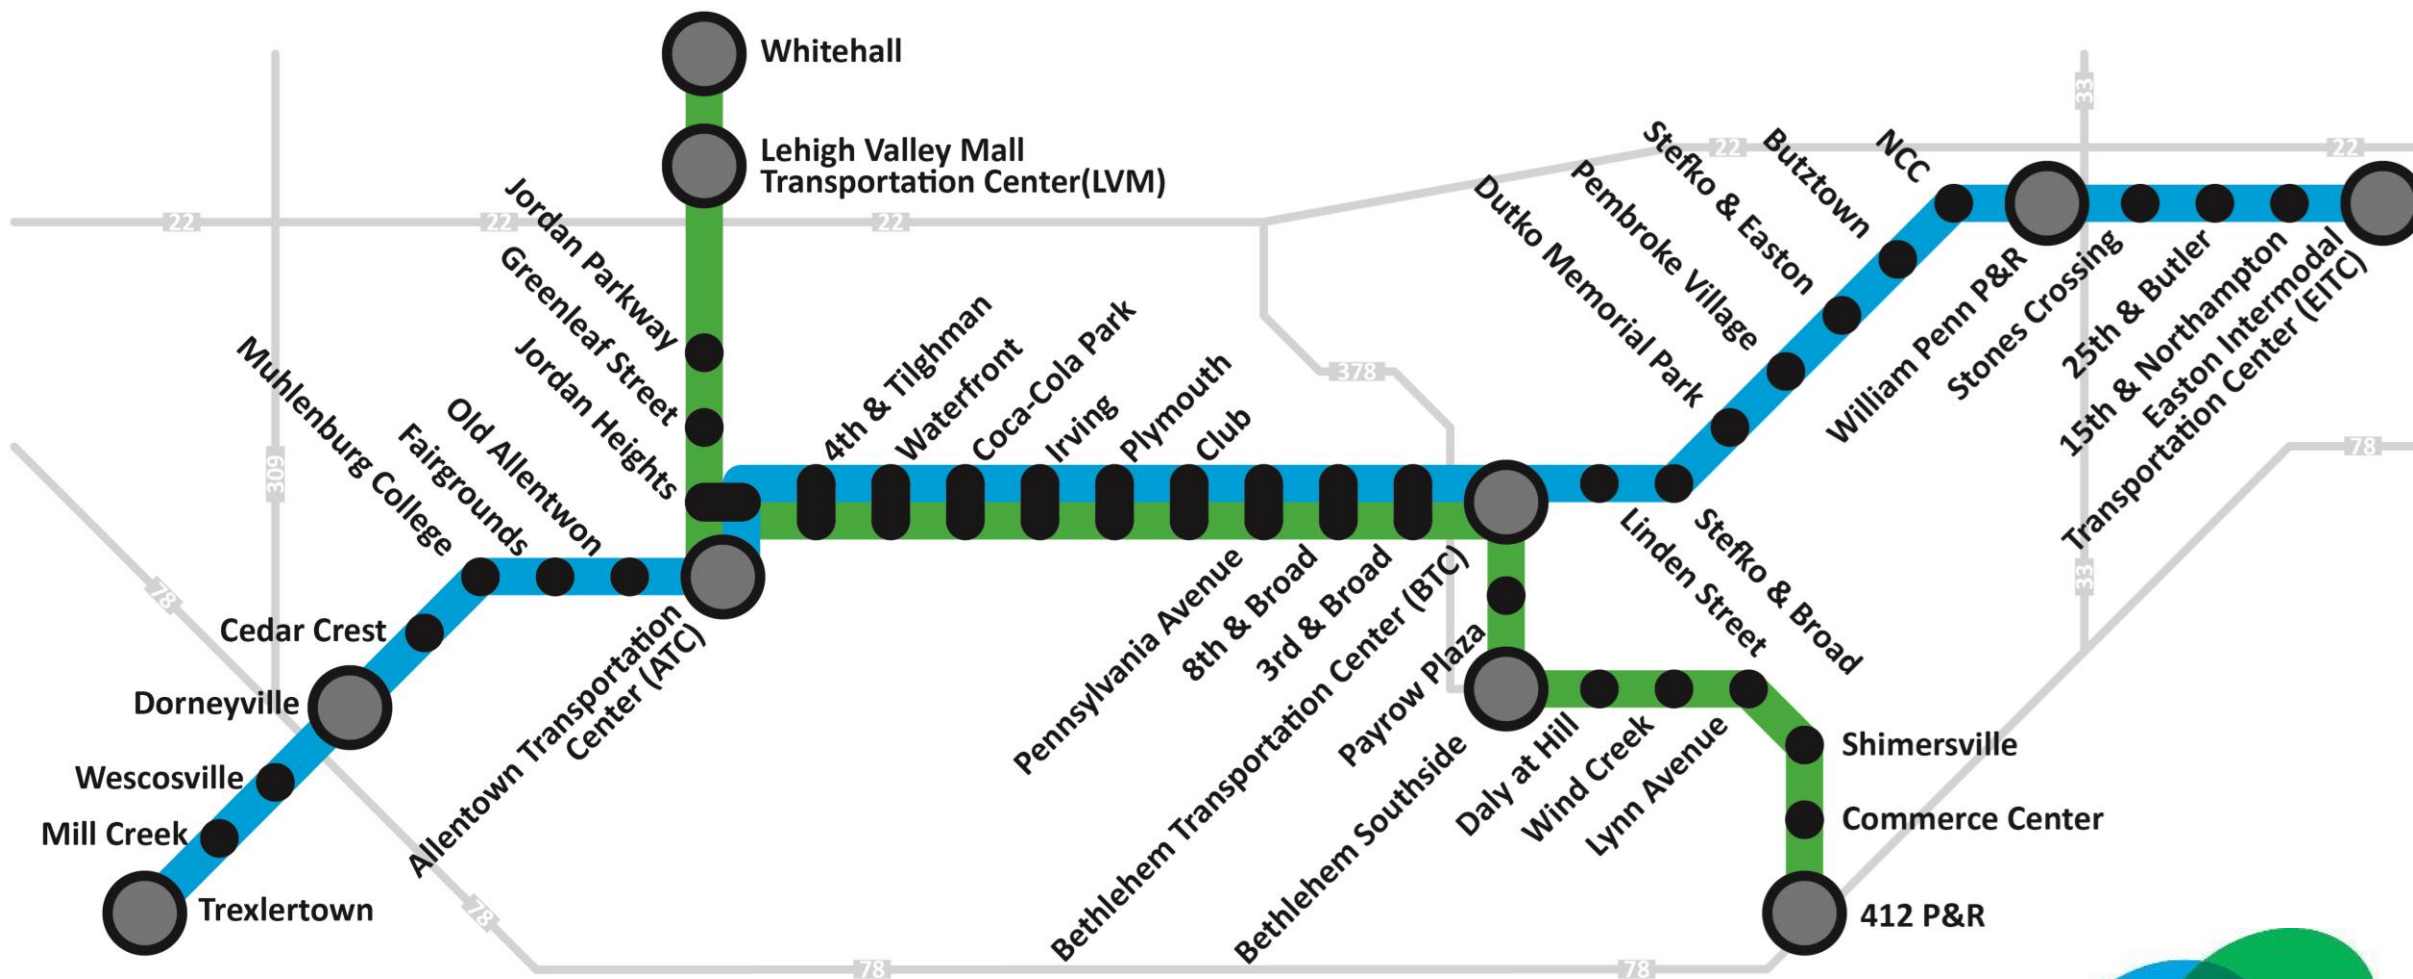 Whitehall
Lehigh Valley Mall
Transportation Center(LVM)
22
22
22
22
22
33
33
309
378
78
78
78
78
78
Jordan Parkway
Greenleaf Street
Jordan Heights
Muhlenburg College
Fairgrounds
Old Allentwon
Cedar Crest
Dorneyville
Wescosville
Mill Creek
Trexlertown
Allentown Transportation
Center (ATC)
4th & Tilghman
Waterfront
Coca-Cola Park
Irving
Plymouth
Club
Pennsylvania Avenue
8th & Broad
3rd & Broad
Bethlehem Transportation Center (BTC)
Payrow Plaza
Bethlehem Southside
Daly at Hill
Wind Creek
Lynn Avenue
Shimersville
Commerce Center
412 P&R
Linden Street
Stefko & Broad
Dutko Memorial Park
Pembroke Village
Stefko & Easton
Butztown
NCC
William Penn P&R
Stones Crossing
25th & Butler
15th & Northampton
Easton Intermodal
Transportation Center (EITC)